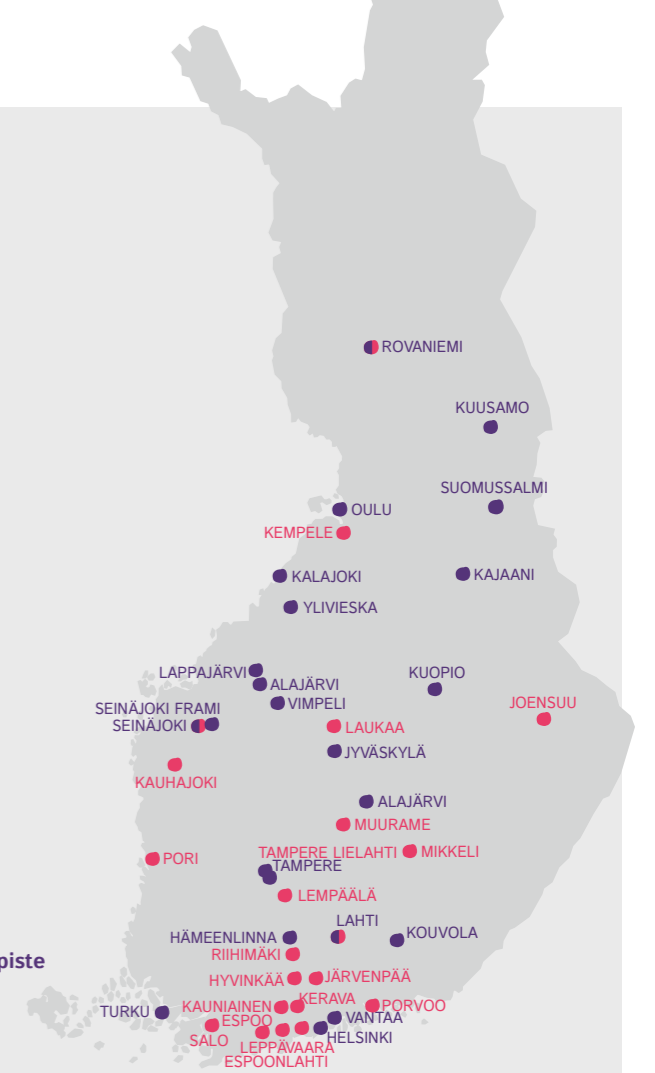 ROVANIEMI
KUUSAMO
SUOMUSSALMI
OULU
KEMPELE
KALAJOKI
KAJAANI
YLIVIESKA
LAPPAJÄRVI
KUOPIO
ALAJÄRVI
JOENSUU
VIMPELI
SEINÄJOKI FRAMI
SEINÄJOKI
LAUKAA
JYVÄSKYLÄ
KAUHAJOKI
ALAJÄRVI
MUURAME
TAMPERE LIELAHTI
MIKKELI
PORI
TAMPERE
LEMPÄÄLÄ
LAHTI
HÄMEENLINNA
KOUVOLA
RIIHIMÄKI
piste
HYVINKÄÄ
JÄRVENPÄÄ
KERAVA
KAUNIAINEN
PORVOO
TURKU
VANTAA
ESPOO
HELSINKI
SALO
LEPPÄVAARA
ESPOONLAHTI